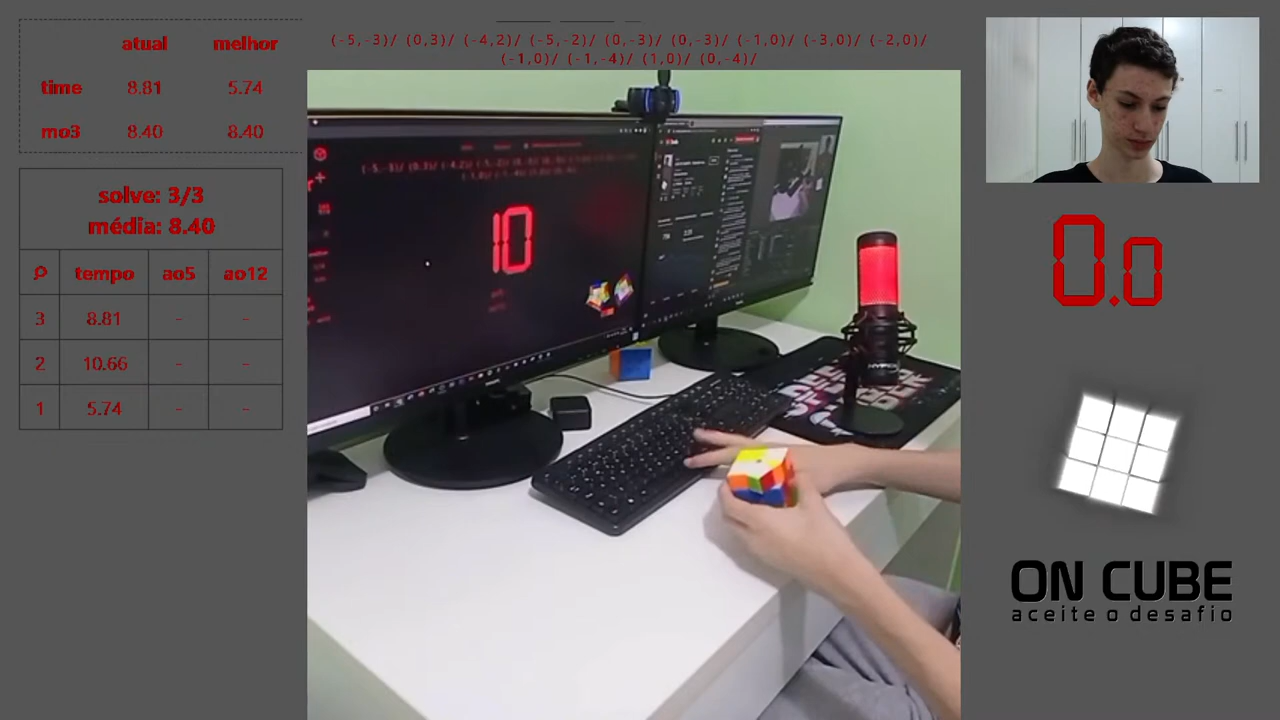 atual melhor
time 8.81 5.74
mo3 8.40 8.40
solve: 3/3
média: 8.40
tempo ao5 ao12
3 8.81 - -
2 10.66 - -
1 5.74 - -
(-5,-3)/ (0,3)/ (-4,2)/ (-5,-2)/ (0,-3)/ (0,-3)/ (-1,0)/ (-3,0)/ (-2,0)/
(-1,0)/ (-1,-4)/ (1,0)/ (0,-4)/
10
0.0
ON CUBE
aceite o desafio